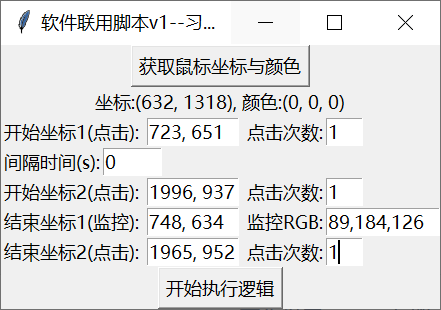 软件联用脚本v1--习...
获取鼠标坐标与颜色
坐标:(632, 1318), 颜色:(0, 0, 0)
开始坐标1(点击): 723, 651 点击次数: 1
间隔时间(s): 0
开始坐标2(点击): 1996, 937 点击次数: 1
结束坐标1(监控): 748, 634 监控RGB: 89,184,126
结束坐标2(点击): 1965, 952 点击次数: 1
开始执行逻辑